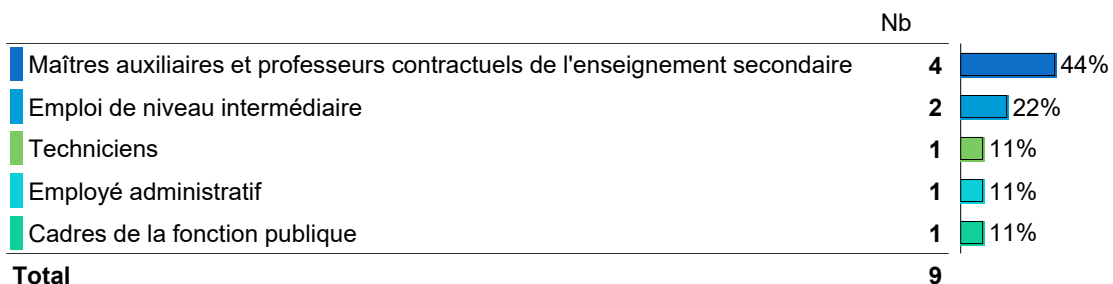 Nb
Maîtres auxiliaires et professeurs contractuels de l'enseignement secondaire 4 44%
Emploi de niveau intermédiaire 2 22%
Techniciens 1 11%
Employé administratif 1 11%
Cadres de la fonction publique 1 11%
Total 9